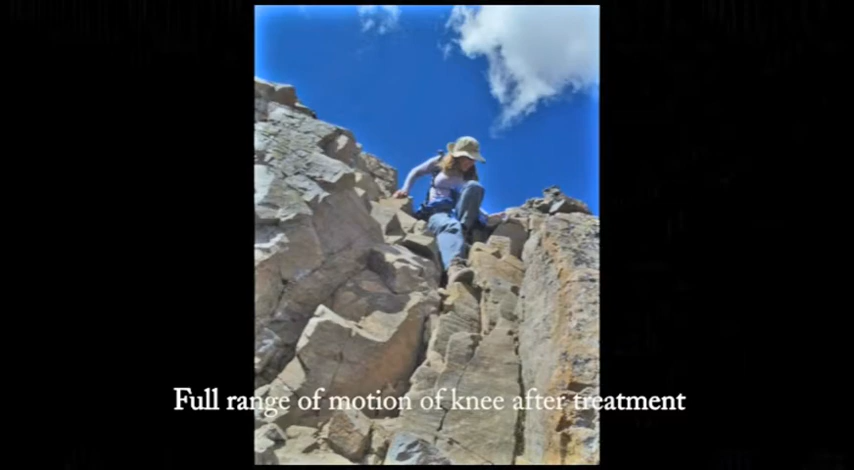 Full range of motion of knee after treatment